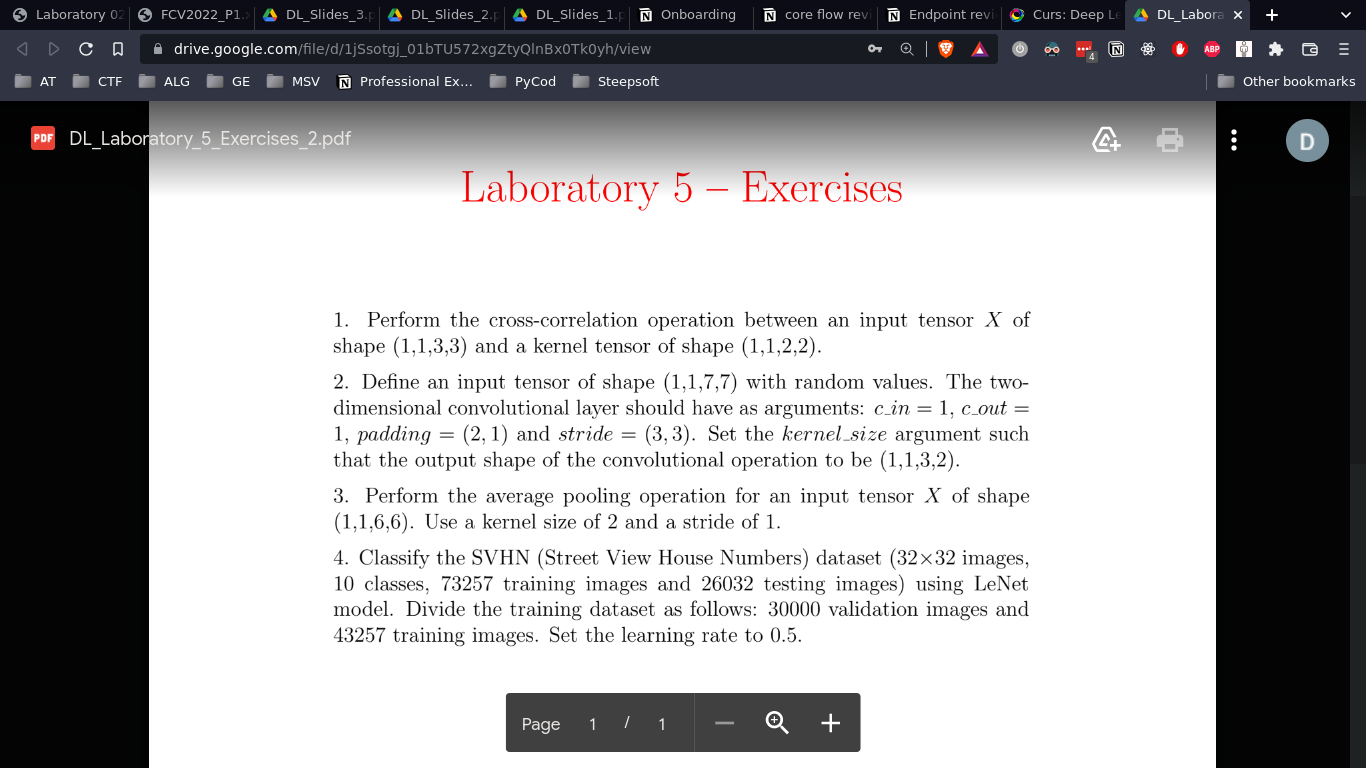 Laboratory 02
FCV2022_P1.
DL_Slides_3.p
DL_Slides_2.p
DL_Slides_1.p
Onboarding
core flow revi
Endpoint revi
Curs: Deep Le
DL_Labora
drive.google.com/file/d/1jSsotgj_01bTU572xgZtyQlnBx0Tk0yh/view
4
ABP
AT
CTF
ALG
GE
MSV
Professional Ex...
PyCod
Steepsoft
Other bookmarks
PDF
DL_Laboratory_5_Exercises_2.pdf
D
Laboratory 5 – Exercises
1. Perform the cross-correlation operation between an input tensor X of
shape (1,1,3,3) and a kernel tensor of shape (1,1,2,2).
2. Define an input tensor of shape (1,1,7,7) with random values. The two-
dimensional convolutional layer should have as arguments: c_in = 1, c_out =
1, padding = (2, 1) and stride = (3, 3). Set the kernel_size argument such
that the output shape of the convolutional operation to be (1,1,3,2).
3. Perform the average pooling operation for an input tensor X of shape
(1,1,6,6). Use a kernel size of 2 and a stride of 1.
4. Classify the SVHN (Street View House Numbers) dataset (32×32 images,
10 classes, 73257 training images and 26032 testing images) using LeNet
model. Divide the training dataset as follows: 30000 validation images and
43257 training images. Set the learning rate to 0.5.
Page 1 / 1